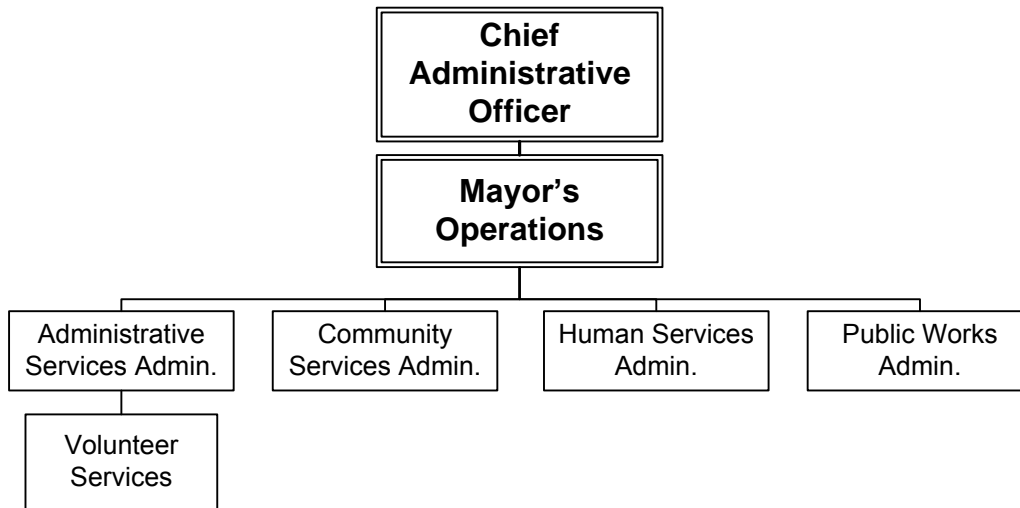 Chief
Administrative
Officer
Mayor’s
Operations
Administrative
Services Admin.
Community
Services Admin.
Human Services
Admin.
Public Works
Admin.
Volunteer
Services